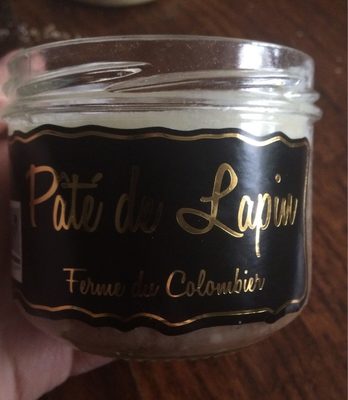 Pâté de Lapin
Ferme du Colombier